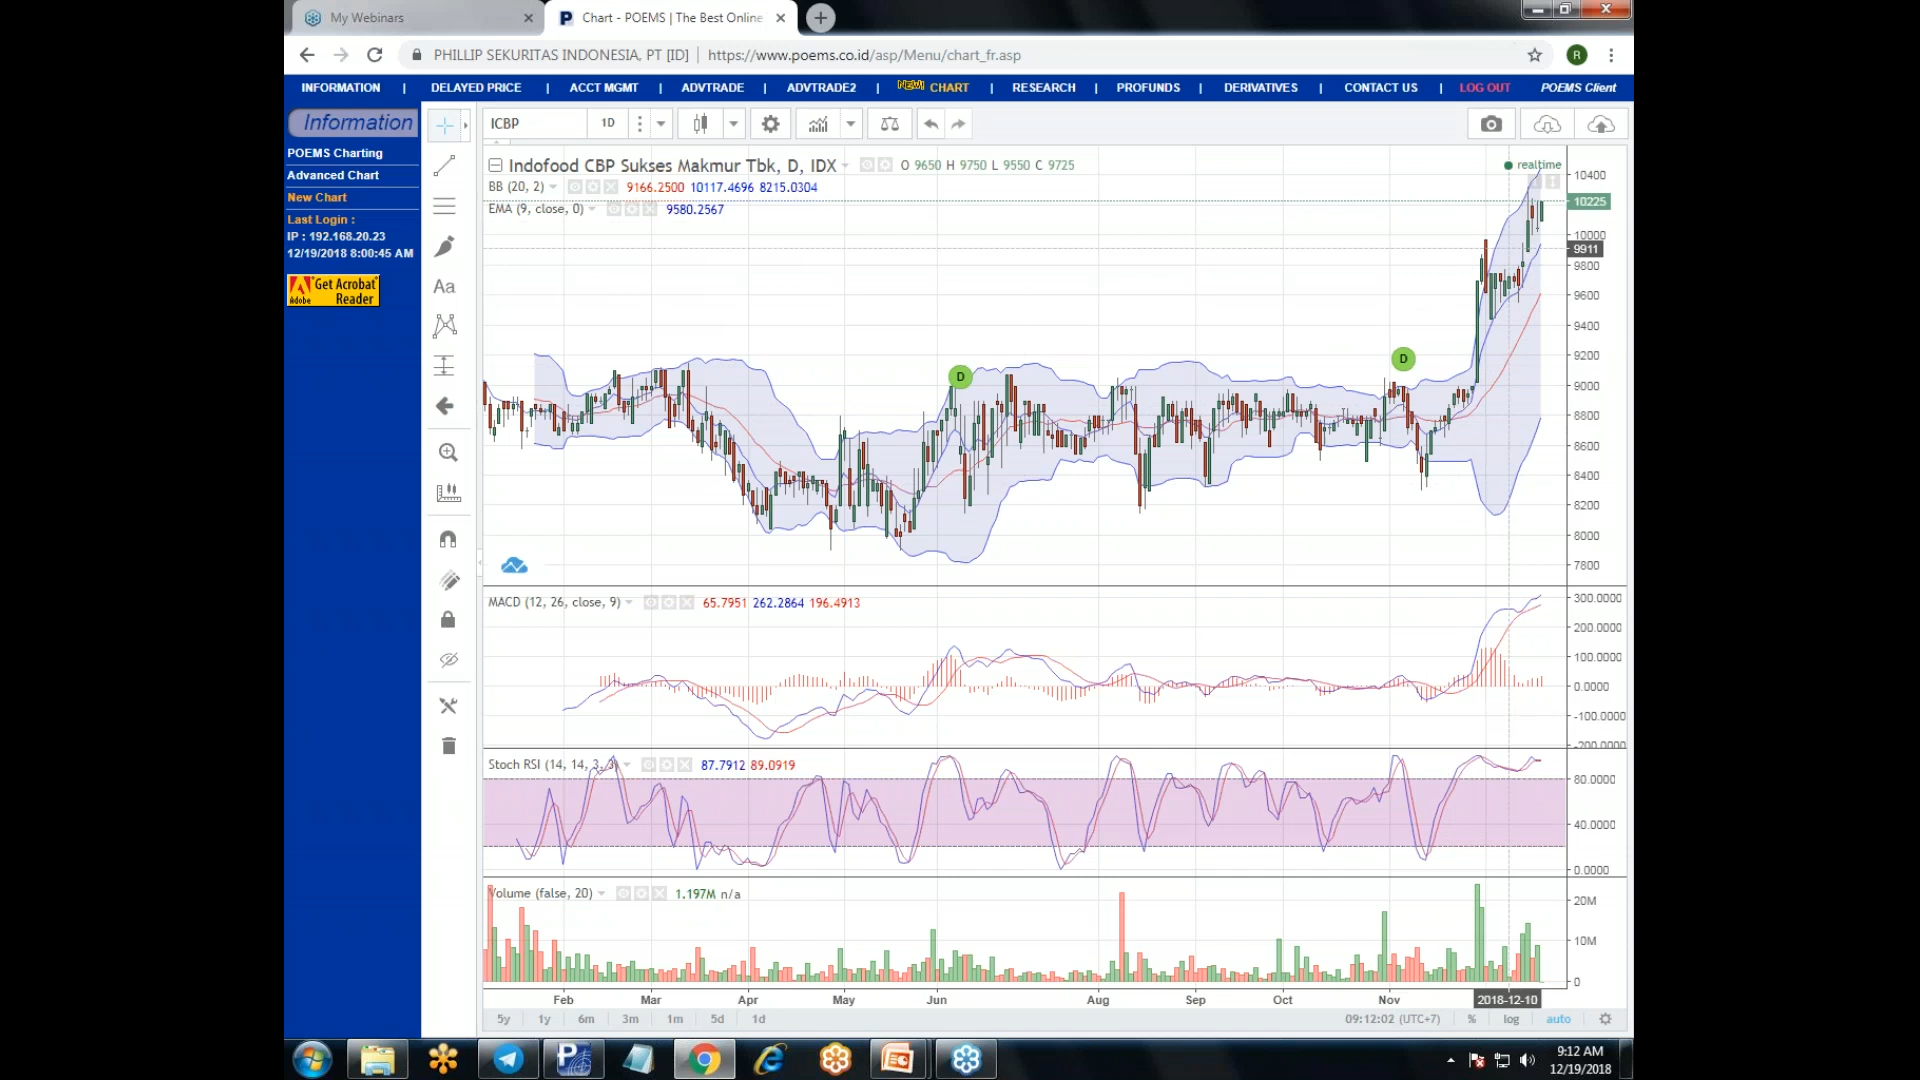 My Webinars
Chart - POEMS | The Best Online
PHILLIP SEKURITAS INDONESIA, PT [ID] | https://www.poems.co.id/asp/Menu/chart_fr.asp
R
INFORMATION | DELAYED PRICE | ACCT MGMT | ADVTRADE | ADVTRADE2 | NEW! CHART | RESEARCH | PROFUNDS | DERIVATIVES | CONTACT US | LOG OUT POEMS Client
Information
POEMS Charting
Advanced Chart
New Chart
Last Login :
IP : 192.168.20.23
12/19/2018 8:00:45 AM
Get Acrobat
Adobe Reader
Aa
ICBP 1D
Indofood CBP Sukses Makmur Tbk, D, IDX O 9650 H 9750 L 9550 C 9725
realtime
BB (20, 2) 9166.2500 10117.4696 8215.0304
EMA (9, close, 0) 9580.2567
10400
10225
10000
9911
9800
9600
9400
9200
9000
8800
8600
8400
8200
8000
7800
D
D
MACD (12, 26, close, 9) 65.7951 262.2864 196.4913
300.0000
200.0000
100.0000
0.0000
-100.0000
-200.0000
Stoch RSI (14, 14, 3, 3) 87.7912 89.0919
80.0000
40.0000
0.0000
Volume (false, 20) 1.197M n/a
20M
10M
0
Feb Mar Apr May Jun Aug Sep Oct Nov 2018-12-10
5y 1y 6m 3m 1m 5d 1d 09:12:02 (UTC+7) % log auto
9:12 AM
12/19/2018